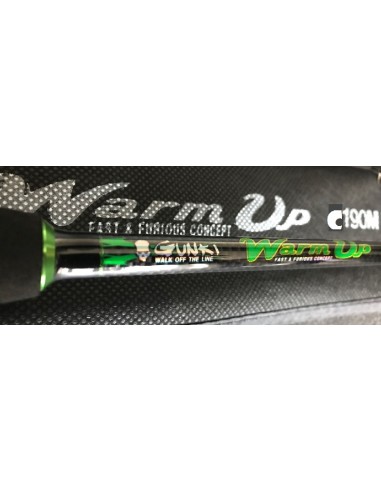 Warm Up C190M
FAST & FURIOUS CONCEPT
GUNKI Warm Up
WALK OFF THE LINE FAST & FURIOUS CONCEPT